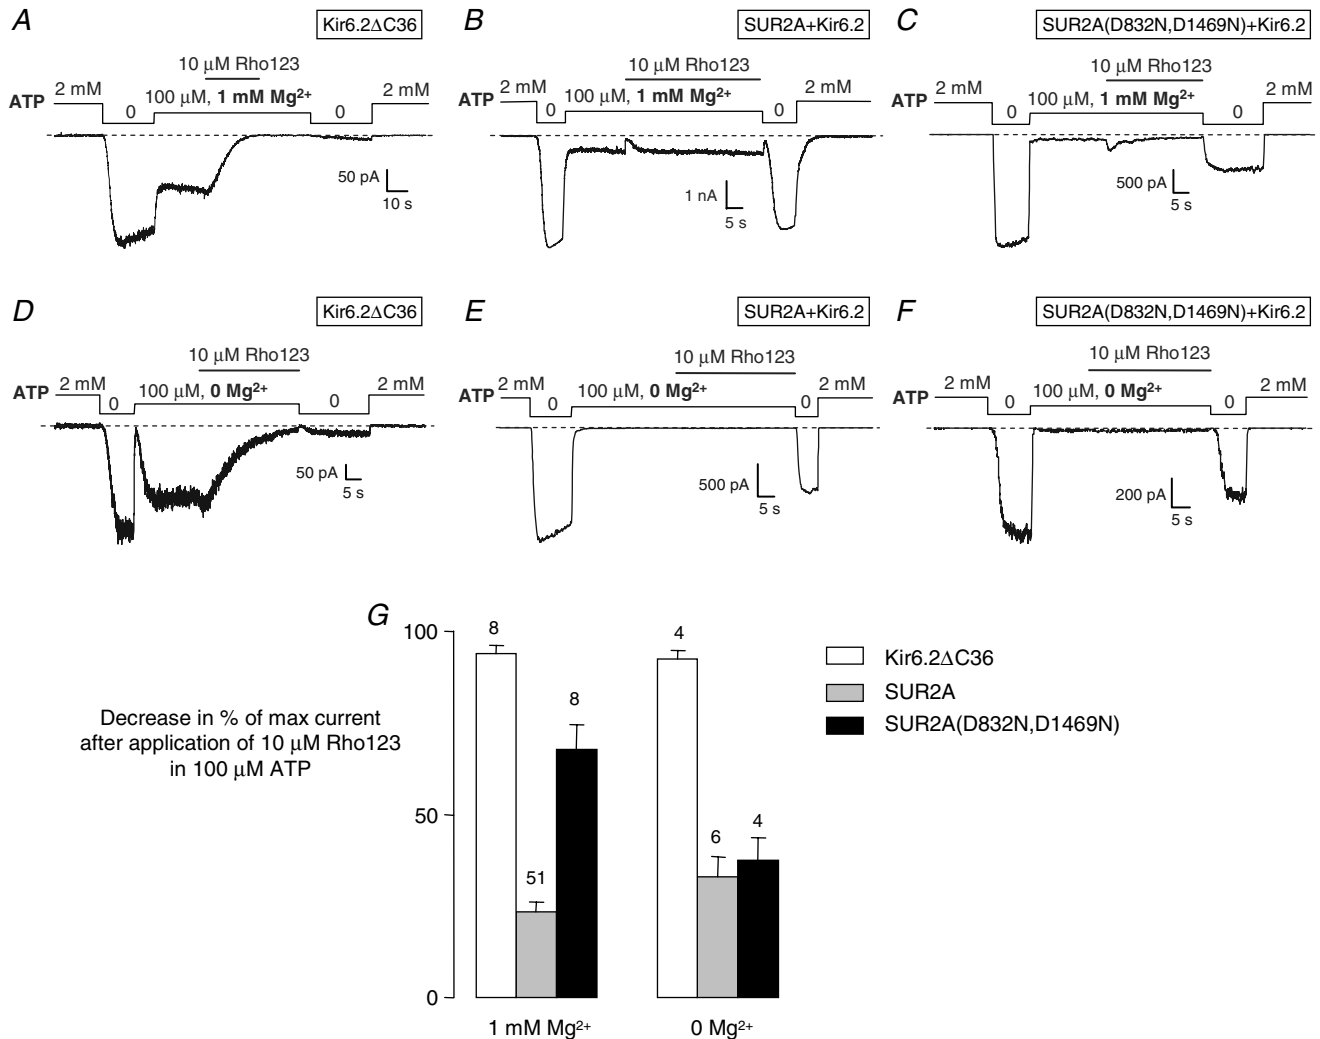 A
Kir6.2ΔC36
10 μM Rho123
2 mM
2 mM
ATP
0
100 μM, 1 mM Mg²⁺
0
50 pA
10 s
B
SUR2A+Kir6.2
10 μM Rho123
2 mM
2 mM
ATP
0
100 μM, 1 mM Mg²⁺
0
1 nA
5 s
C
SUR2A(D832N,D1469N)+Kir6.2
10 μM Rho123
2 mM
2 mM
ATP
0
100 μM, 1 mM Mg²⁺
0
500 pA
5 s
D
Kir6.2ΔC36
10 μM Rho123
2 mM
2 mM
ATP
0
100 μM, 0 Mg²⁺
0
50 pA
5 s
E
SUR2A+Kir6.2
10 μM Rho123
2 mM
2 mM
ATP
0
100 μM, 0 Mg²⁺
0
500 pA
5 s
F
SUR2A(D832N,D1469N)+Kir6.2
10 μM Rho123
2 mM
2 mM
ATP
0
100 μM, 0 Mg²⁺
0
200 pA
5 s
G
Decrease in % of max current
after application of 10 μM Rho123
in 100 μM ATP
100
50
0
8
51
8
4
6
4
1 mM Mg²⁺
0 Mg²⁺
Kir6.2ΔC36
SUR2A
SUR2A(D832N,D1469N)